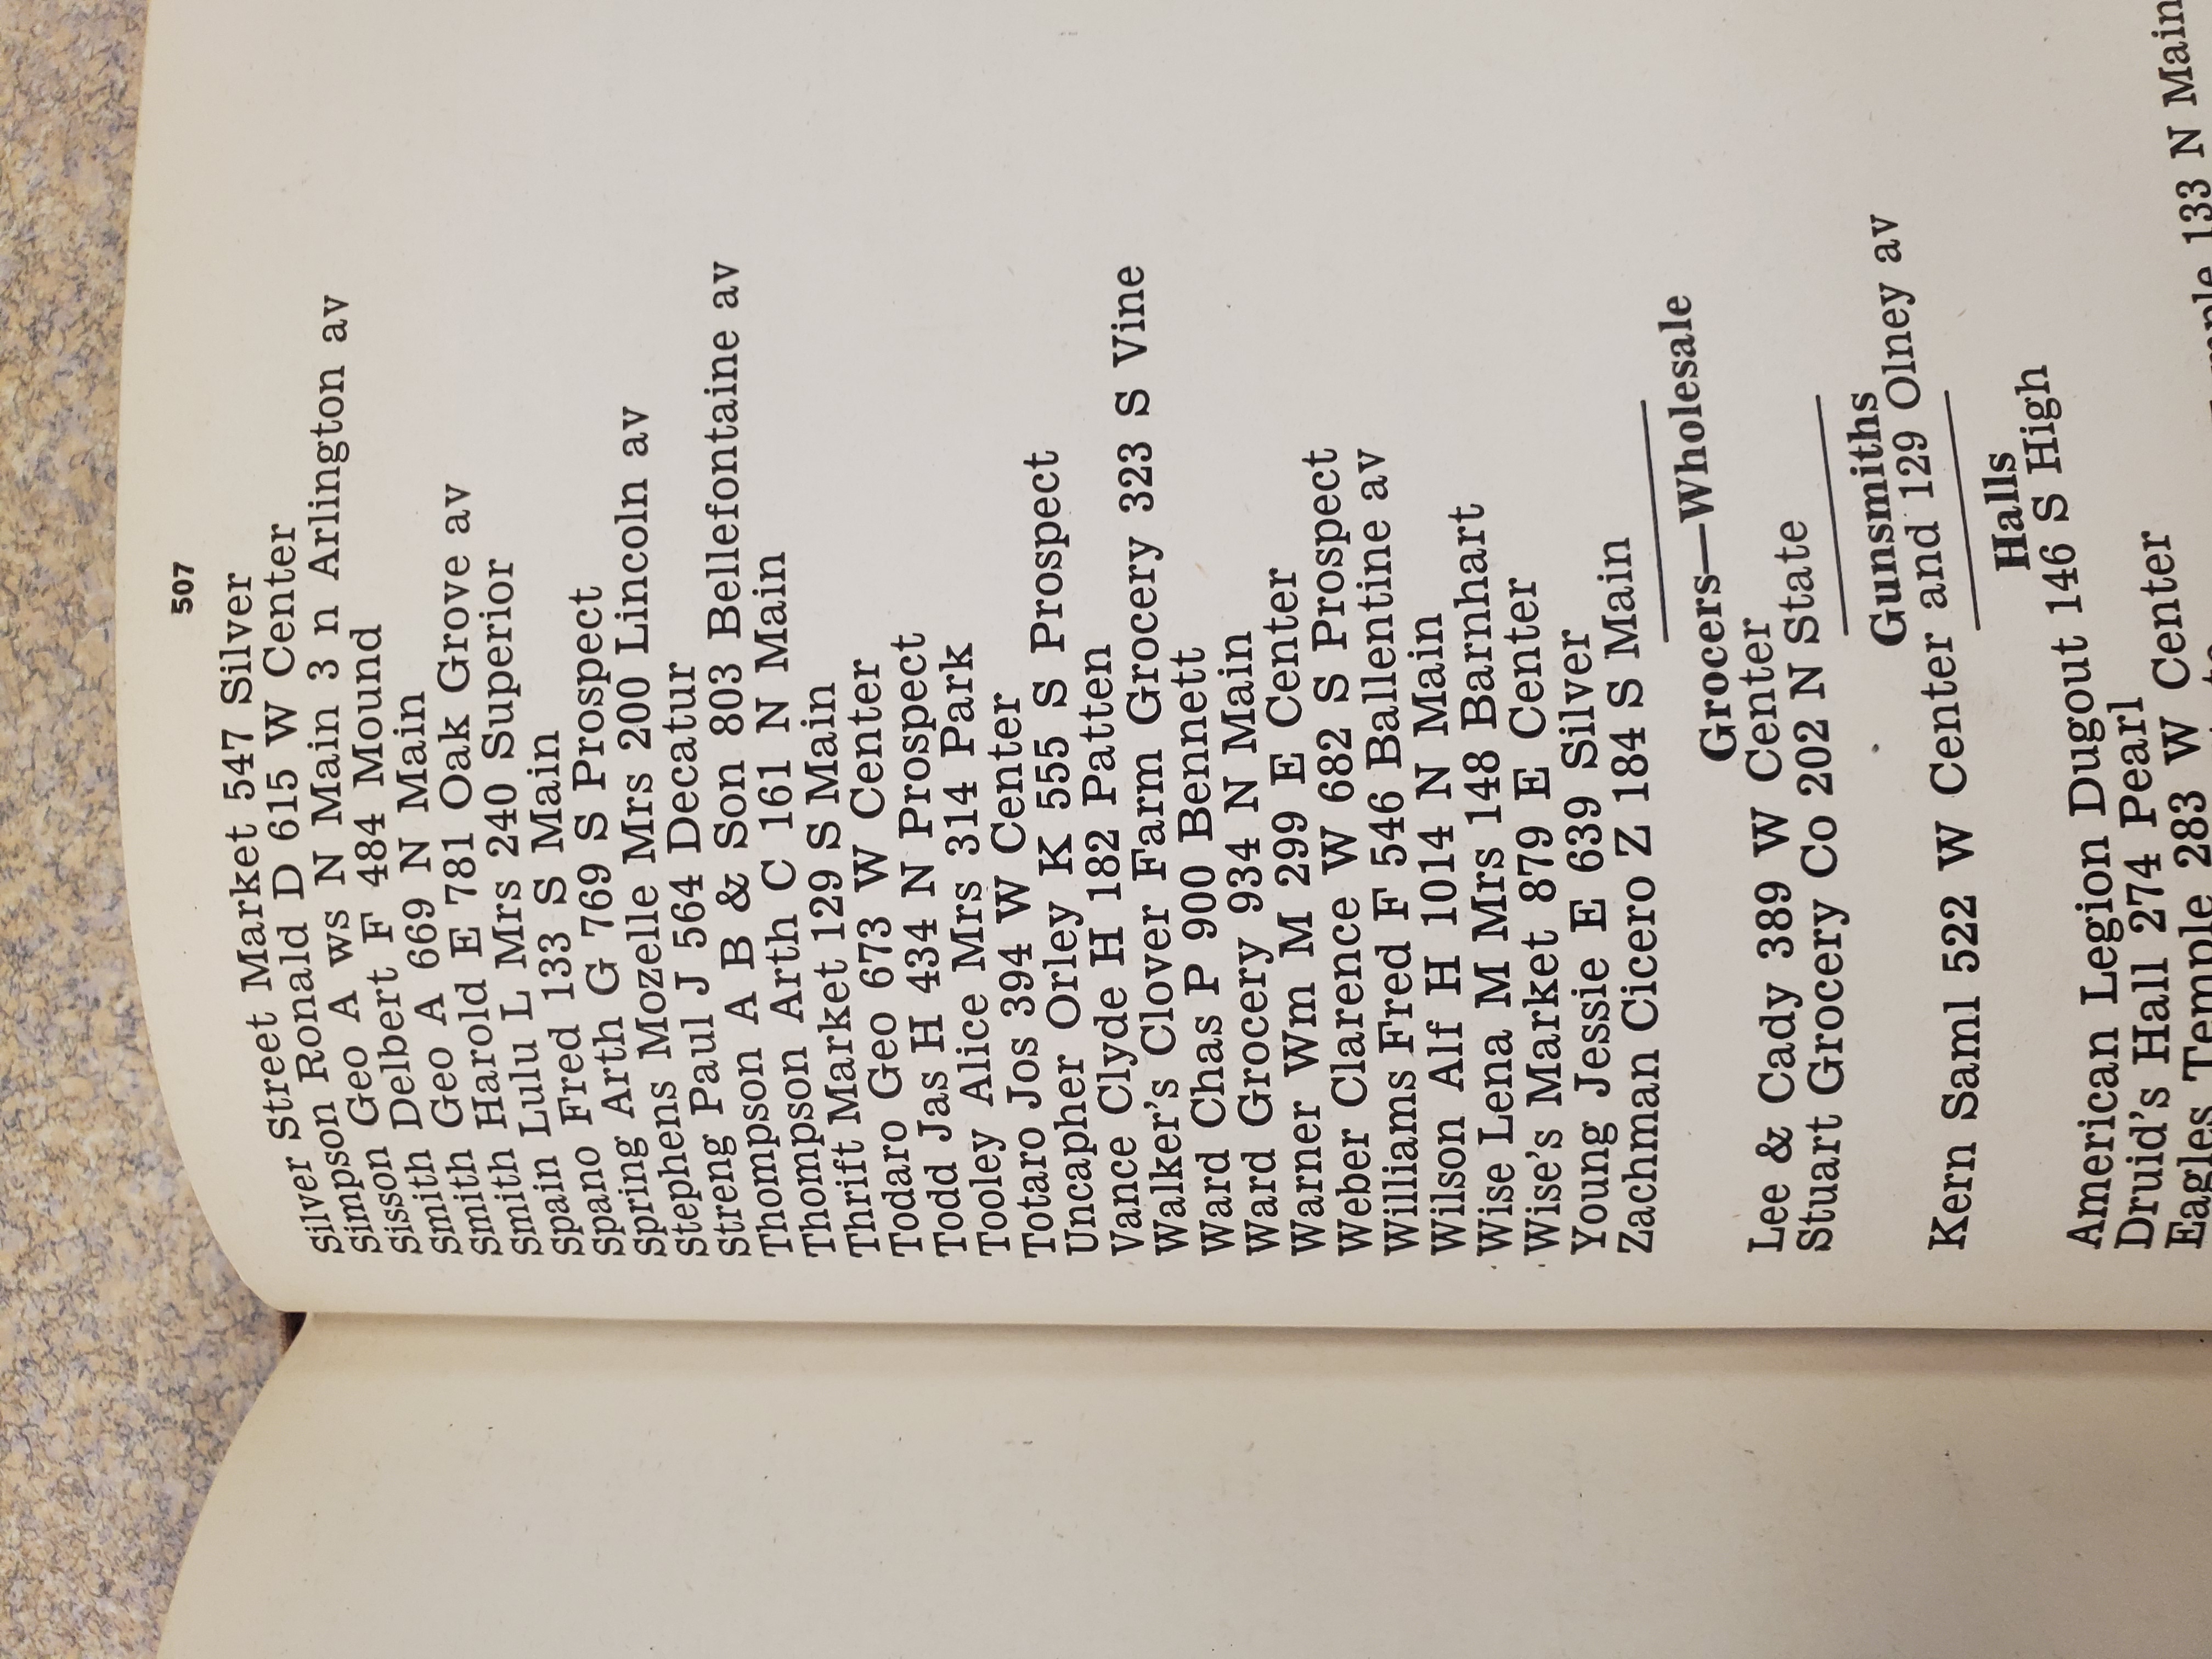 507
Silver Street Market 547 Silver
Simpson Ronald D 615 W Center
Sisson Geo A ws N Main 3 n Arlington av
Smith Delbert F 484 Mound
Smith Geo A 669 N Main
Smith Harold E 781 Oak Grove av
Smith Lulu L Mrs 240 Superior
Spain Fred 133 S Main
Spano Arth G 769 S Prospect
Spring Mozelle Mrs 200 Lincoln av
Stephens Paul J 564 Decatur
Streng A B & Son 803 Bellefontaine av
Thompson Arth C 161 N Main
Thompson Market 129 S Main
Thrift Geo 673 W Center
Todaro Jas H 434 N Prospect
Todd Alice Mrs 314 Park
Tooley Jos 394 W Center
Totaro Orley K 555 S Prospect
Uncapher Clyde H 182 Patten
Vance Clover Farm Grocery 323 S Vine
Walker's Chas P 900 Bennett
Ward Grocery 934 N Main
Ward Wm M 299 E Center
Warner Clarence W 682 S Prospect
Weber Fred F 546 Ballentine av
Williams Alf H 1014 N Main
Wilson Lena M Mrs 148 Barnhart
Wise Market 879 E Center
Wise's Jessie E 639 Silver
Young Cicero Z 184 S Main
Zachman
Grocers—Wholesale
Lee & Cady 389 W Center
Stuart Grocery Co 202 N State
Gunsmiths
Kern Saml 522 W Center and 129 Olney av
Halls
American Legion Dugout 146 S High
Druid's Hall 274 Pearl
Eagles Temple 283 W Center
133 N Main